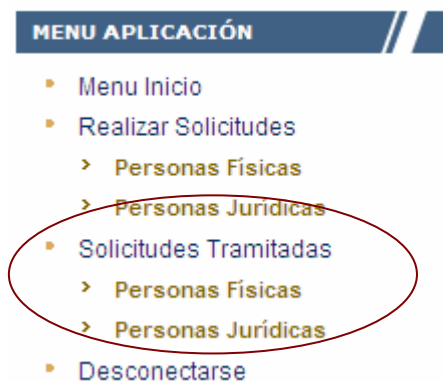 MENU APLICACIÓN
Menu Inicio
Realizar Solicitudes
Personas Físicas
Personas Jurídicas
Solicitudes Tramitadas
Personas Físicas
Personas Jurídicas
Desconectarse